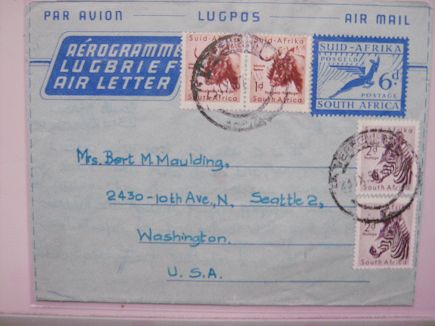 PAR AVION LUGPOS AIR MAIL
AÉROGRAMME
LUGBRIEF
AIR LETTER
Suid-Afrika Suid-Afrika
1d
South Africa South Africa
SUID-AFRIKA
POSGELD
6d
POSTAGE
SOUTH AFRICA
2d
South Africa
2d
South Africa
Mrs. Bert M. Maulding,
2430-10th Ave., N, Seattle 2,
Washington.
U.S.A.